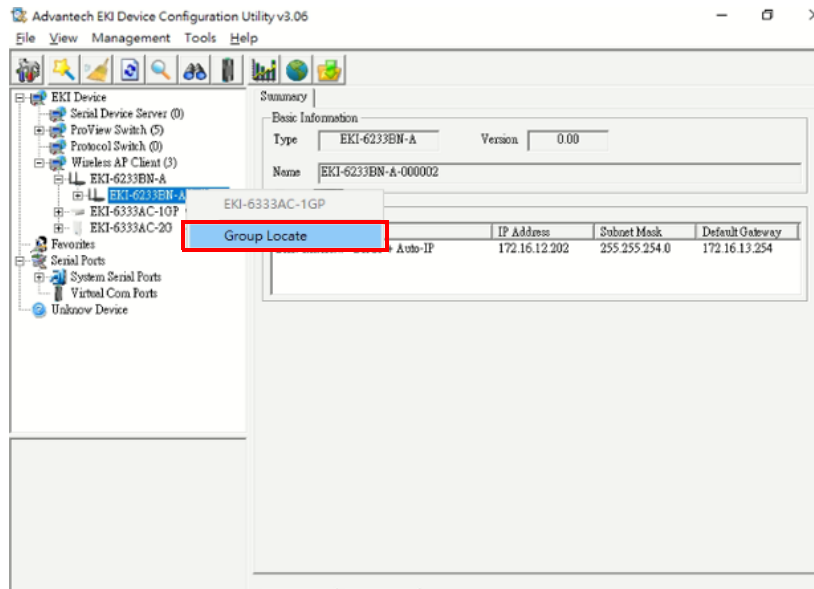 Advantech EKI Device Configuration Utility v3.06
File View Management Tools Help
EKI Device
Serial Device Server (0)
ProView Switch (5)
Protocol Switch (0)
Wireless AP Client (3)
EKI-6233BN-A
EKI-6233BN-A
EKI-6333AC-1GP
EKI-6333AC-2G
Favorites
Serial Ports
System Serial Ports
Virtual Com Ports
Unknow Device
EKI-6333AC-1GP
Group Locate
Summary
Basic Information
Type EKI-6233BN-A Version 0.00
Name EKI-6233BN-A-000002
IP Address Subnet Mask Default Gateway
Auto-IP 172.16.12.202 255.255.254.0 172.16.13.254